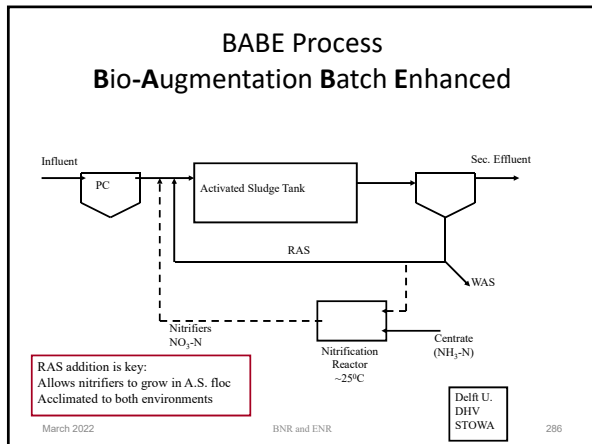 BABE Process
Bio-Augmentation Batch Enhanced
Influent
PC
Activated Sludge Tank
Sec. Effluent
RAS
WAS
Nitrifiers
NO₃-N
Nitrification
Reactor
~25⁰C
Centrate
(NH₃-N)
RAS addition is key:
Allows nitrifiers to grow in A.S. floc
Acclimated to both environments
Delft U.
DHV
STOWA
March 2022
BNR and ENR
286